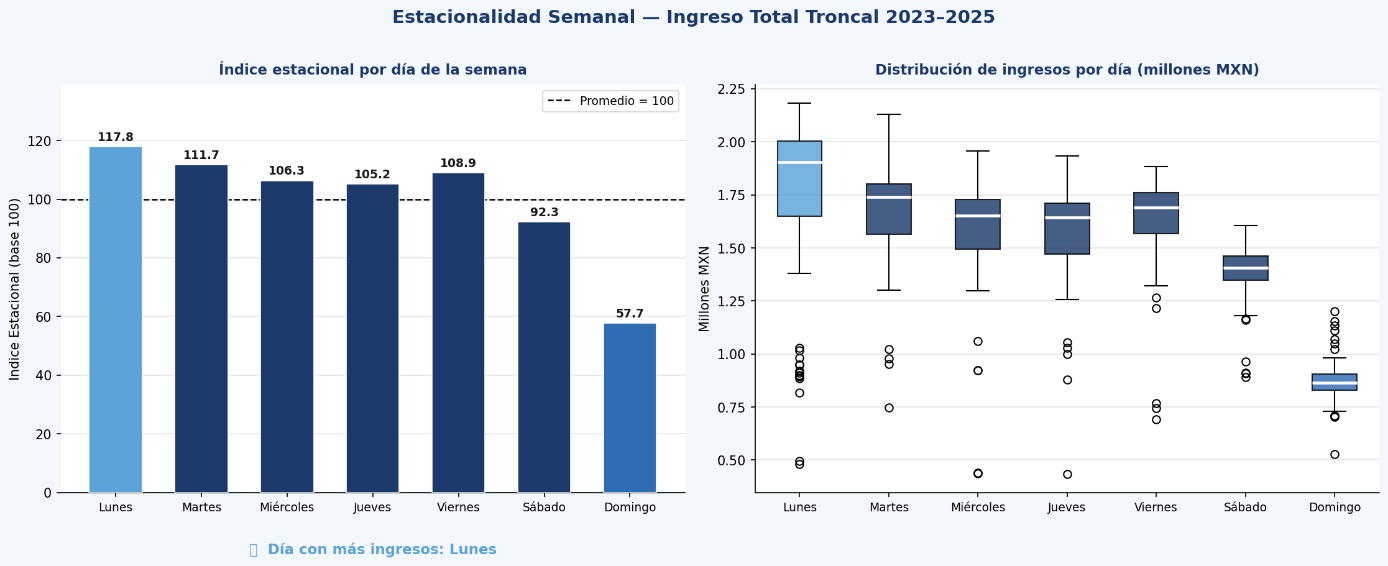 Estacionalidad Semanal — Ingreso Total Troncal 2023–2025
Índice estacional por día de la semana
Promedio = 100
Indice Estacional (base 100)
120
100
80
60
40
20
0
117.8
111.7
106.3
105.2
108.9
92.3
57.7
Lunes
Martes
Miércoles
Jueves
Viernes
Sábado
Domingo
Día con más ingresos: Lunes
Distribución de ingresos por día (millones MXN)
Millones MXN
2.25
2.00
1.75
1.50
1.25
1.00
0.75
0.50
Lunes
Martes
Miércoles
Jueves
Viernes
Sábado
Domingo